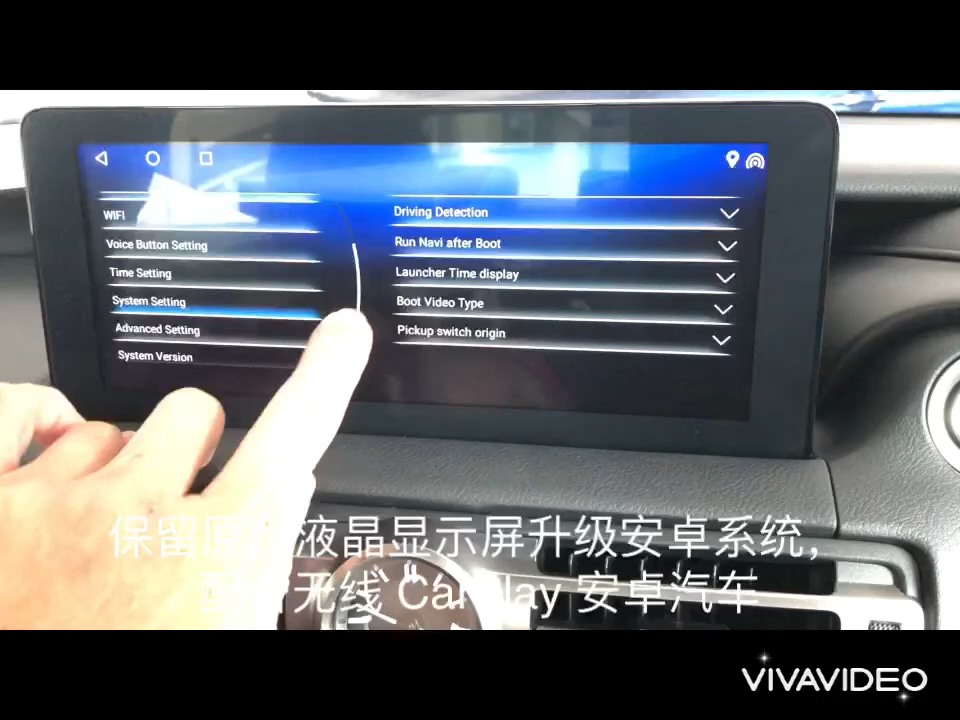 WIFI
Voice Button Setting
Time Setting
System Setting
Advanced Setting
System Version
Driving Detection
Run Navi after Boot
Launcher Time display
Boot Video Type
Pickup switch origin
保留原 液晶显示屏升级安卓系统,
无线 CarPlay 安卓汽车
VIVAVIDEO